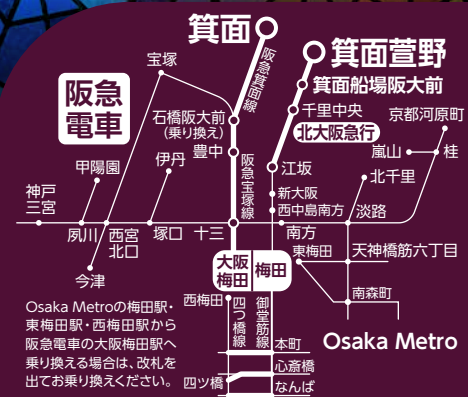 箕面
箕面萱野
宝塚
阪急箕面線
阪急
電車
箕面船場阪大前
石橋阪大前
(乗り換え)
千里中央
北大阪急行
京都河原町
豊中
伊丹
嵐山
桂
甲陽園
阪急宝塚線
江坂
北千里
神戸
三宮
新大阪
西中島南方
淡路
夙川
西宮
北口
塚口
十三
南方
大阪
梅田
梅田
東梅田
天神橋筋六丁目
今津
西梅田
四つ橋線
御堂筋線
南森町
Osaka Metroの梅田駅・
東梅田駅・西梅田駅から
阪急電車の大阪梅田駅へ
乗り換える場合は、改札を
出てお乗り換えください。
Osaka Metro
本町
心斎橋
四ツ橋
なんば